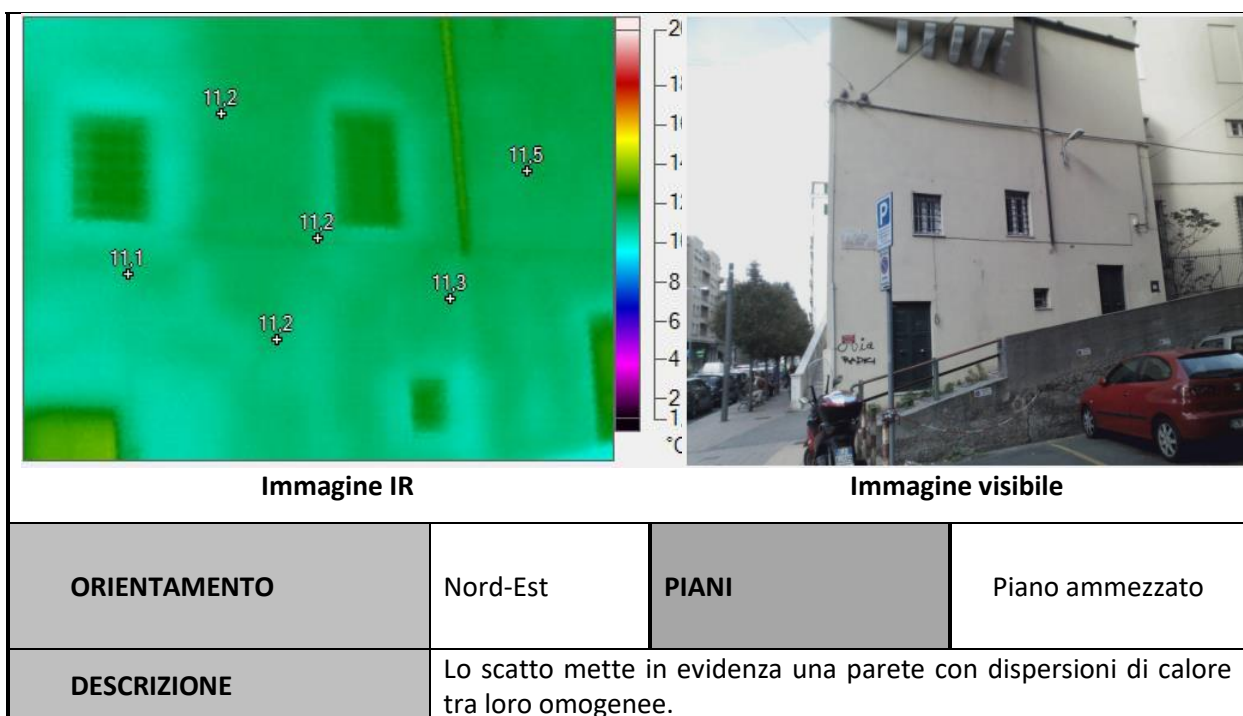 11,2
11,5
11,2
11,1
11,3
11,2
-8
-6
-4
-2
P
RADICI
Immagine IR
Immagine visibile
ORIENTAMENTO
Nord-Est
PIANI
Piano ammezzato
DESCRIZIONE
Lo scatto mette in evidenza una parete con dispersioni di calore
tra loro omogenee.